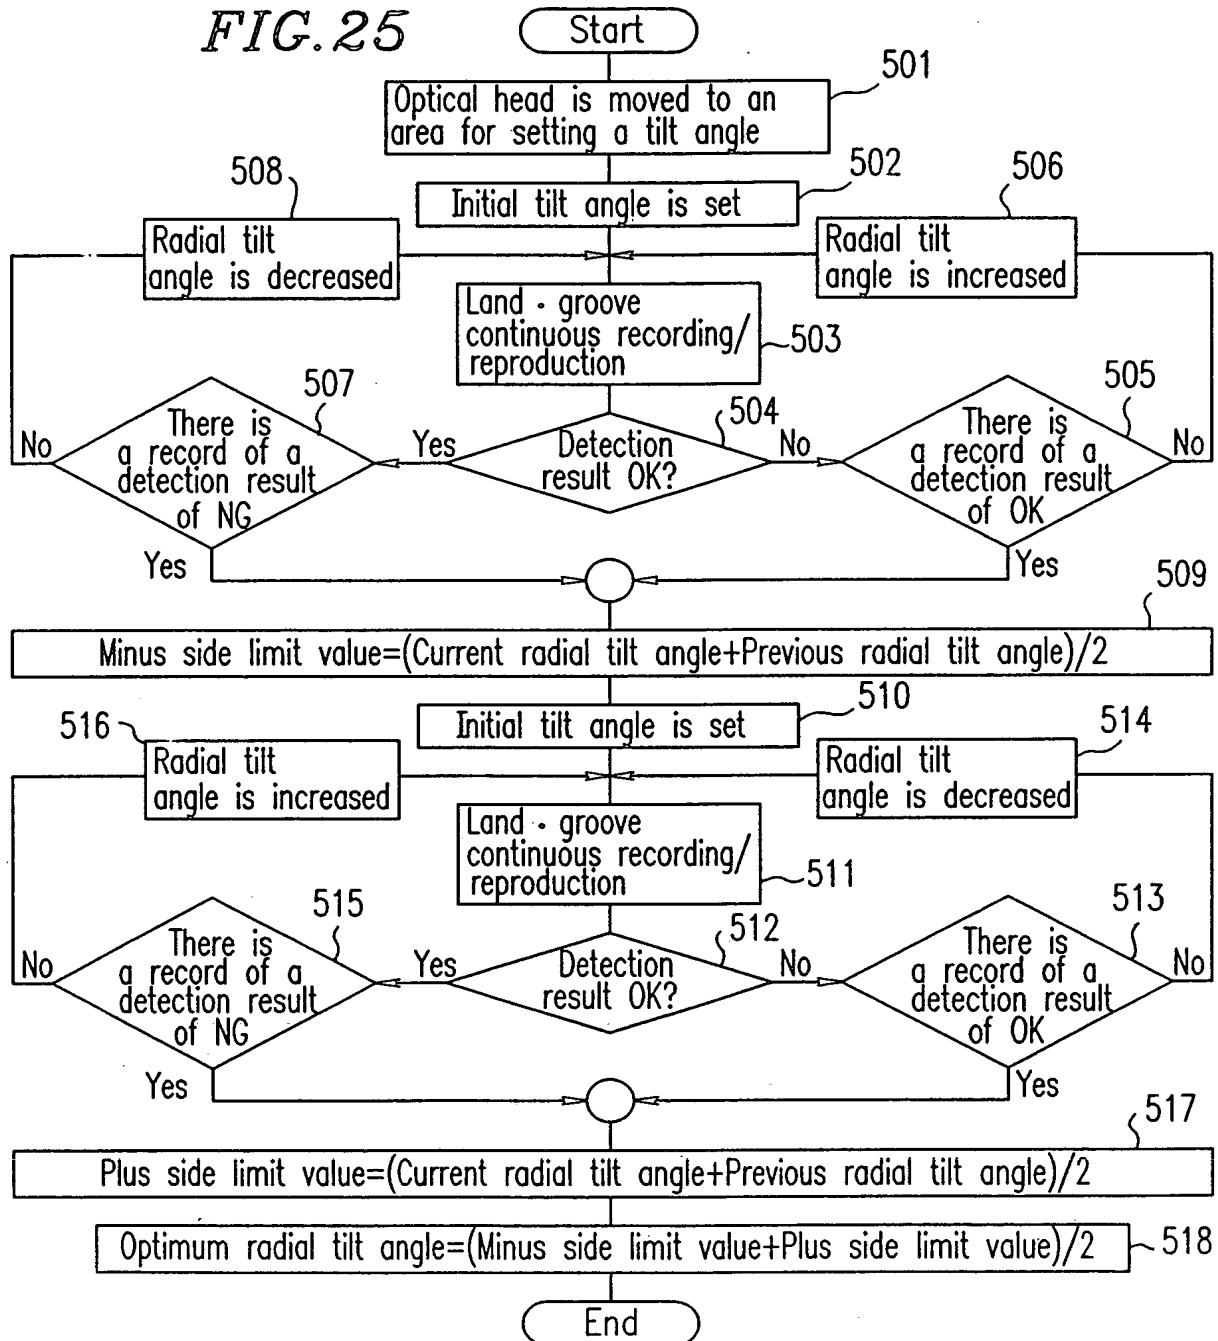 FIG.25
Start
501
Optical head is moved to an
area for setting a tilt angle
508
502
506
Initial tilt angle is set
Radial tilt
angle is decreased
Radial tilt
angle is increased
Land - groove
continuous recording/
reproduction
503
507
504
505
No
There is
a record of a
detection result
of NG
Yes
Detection
result OK?
No
There is
a record of a
detection result
of OK
No
Yes
Yes
509
Minus side limit value=(Current radial tilt angle+Previous radial tilt angle)/2
510
Initial tilt angle is set
516
514
Radial tilt
angle is increased
Radial tilt
angle is decreased
Land - groove
continuous recording/
reproduction
511
515
512
513
No
There is
a record of a
detection result
of NG
Yes
Detection
result OK?
No
There is
a record of a
detection result
of OK
No
Yes
Yes
517
Plus side limit value=(Current radial tilt angle+Previous radial tilt angle)/2
Optimum radial tilt angle=(Minus side limit value+Plus side limit value)/2
518
End